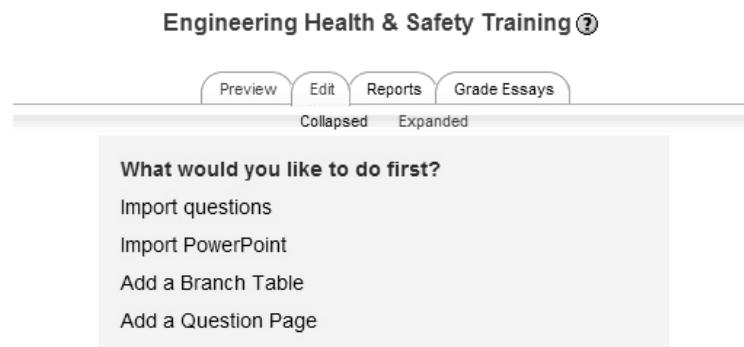 Engineering Health & Safety Training ?
Preview Edit Reports Grade Essays
Collapsed Expanded
What would you like to do first?
Import questions
Import PowerPoint
Add a Branch Table
Add a Question Page